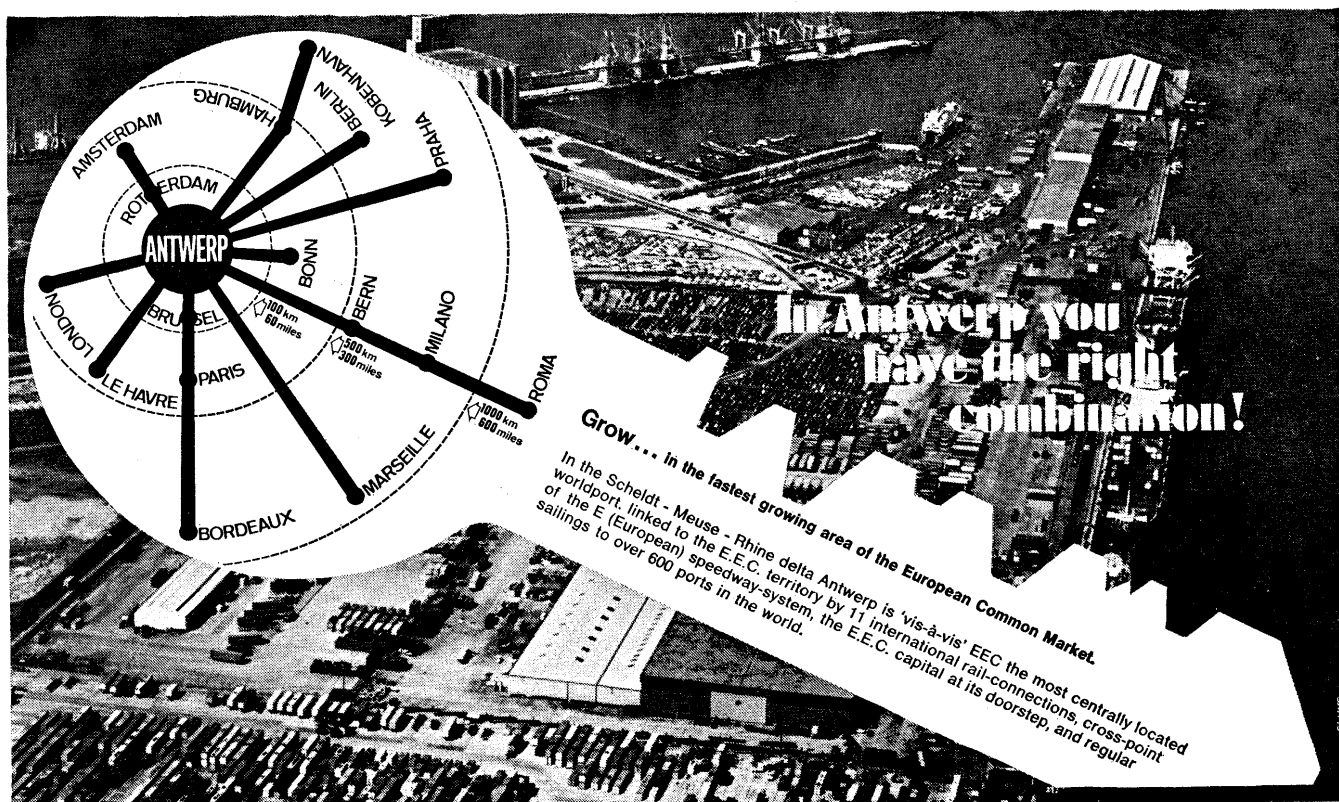 KOBENHAVN
HAMBURG
BERLIN
PRAHA
AMSTERDAM
ROTTERDAM
ANTWERP
BONN
BRUSSEL
100 km
60 miles
BERN
500 km
300 miles
MILANO
ROMA
1000 km
600 miles
LONDON
LE HAVRE
PARIS
MARSEILLE
BORDEAUX
In Antwerp you
have the right
combination!
Grow... in the fastest growing area of the European Common Market.
In the Scheldt - Meuse - Rhine delta Antwerp is 'vis-à-vis' EEC the most centrally located
worldport, linked to the E.E.C. territory by 11 international rail-connections, cross-point
of the E (European) speedway-system, the E.E.C. capital at its doorstep, and regular
sailings to over 600 ports in the world.